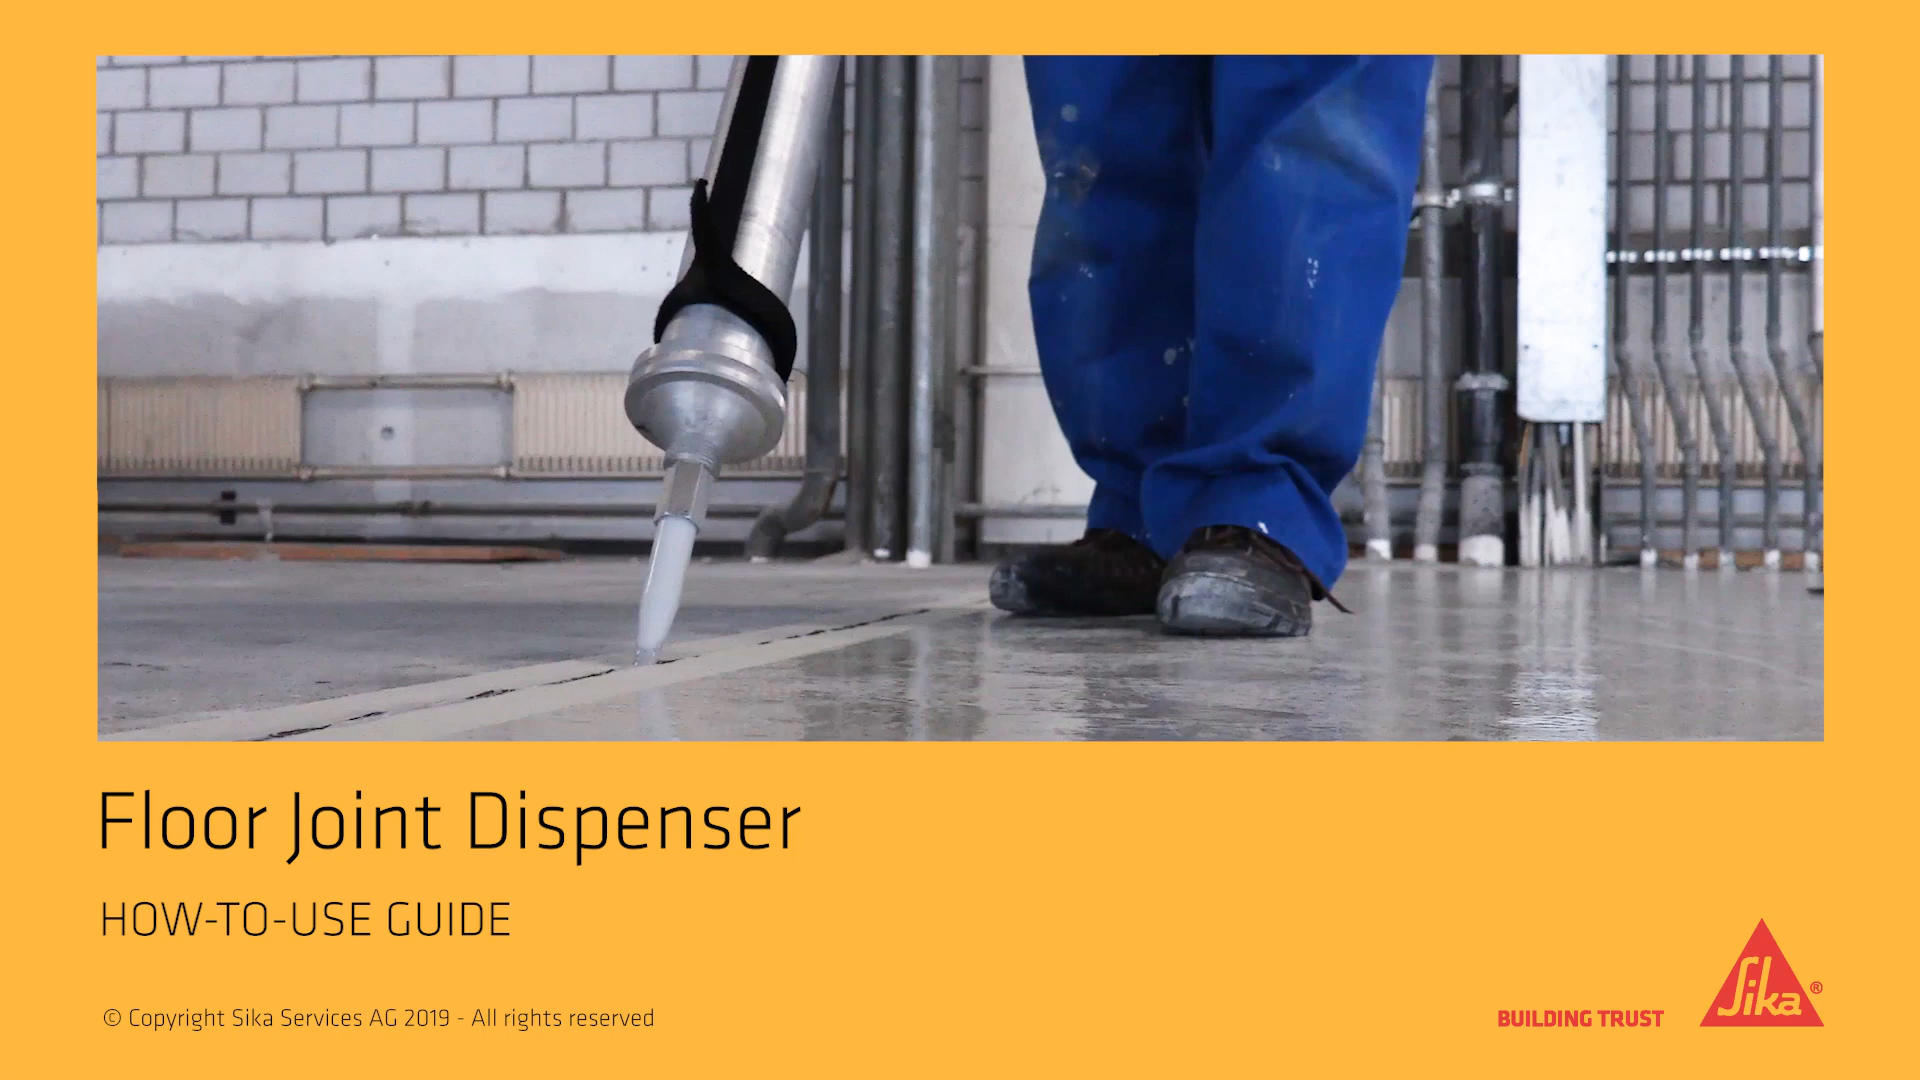 Floor Joint Dispenser
HOW-TO-USE GUIDE
© Copyright Sika Services AG 2019 - All rights reserved
BUILDING TRUST
Sika®